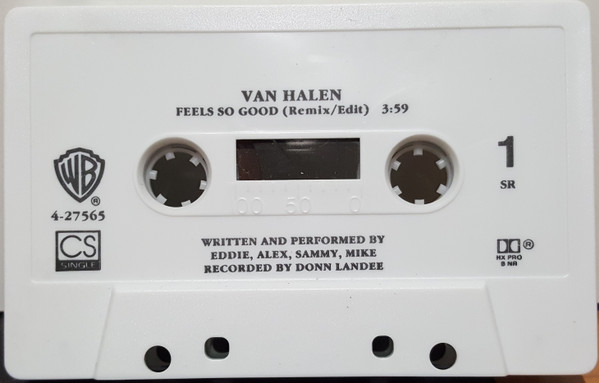 VAN HALEN
FEELS SO GOOD (Remix/Edit) 3:59
WB
®
4-27565
CS
SINGLE
1
SR
00 50 0
WRITTEN AND PERFORMED BY
EDDIE, ALEX, SAMMY, MIKE
RECORDED BY DONN LANDEE
®
HX PRO
B NR